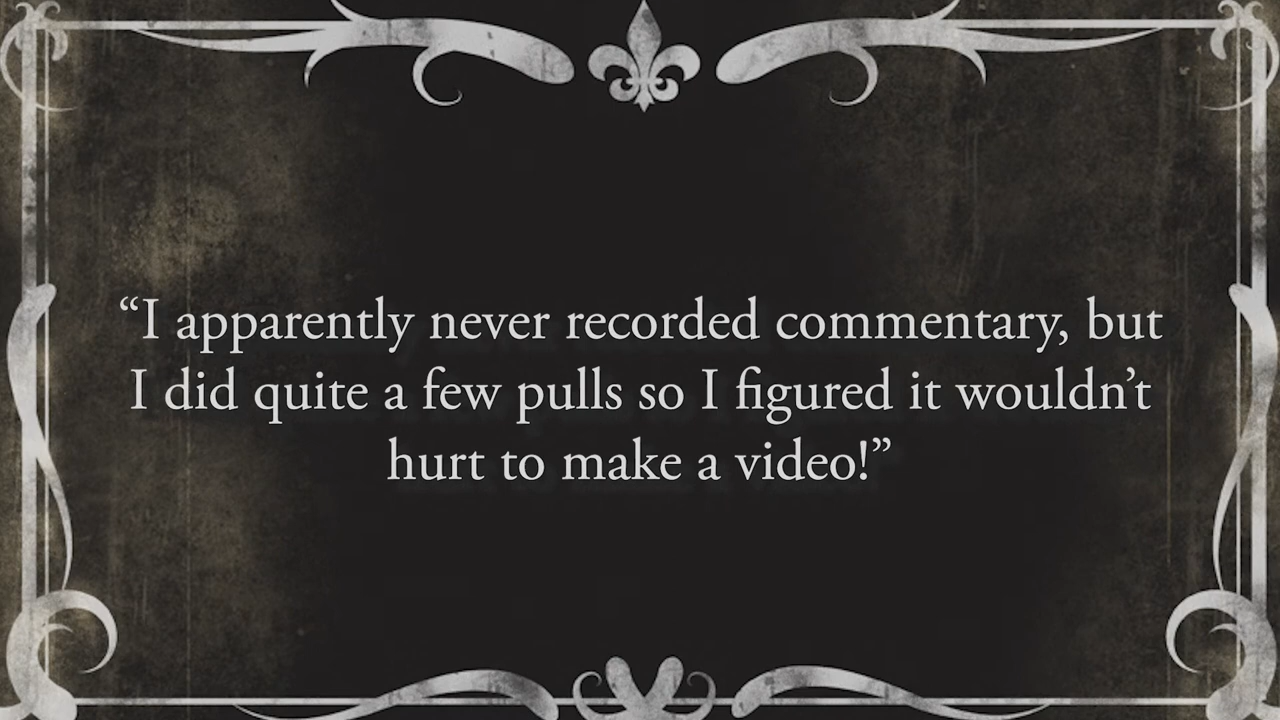 “I apparently never recorded commentary, but
I did quite a few pulls so I figured it wouldn’t
hurt to make a video!”